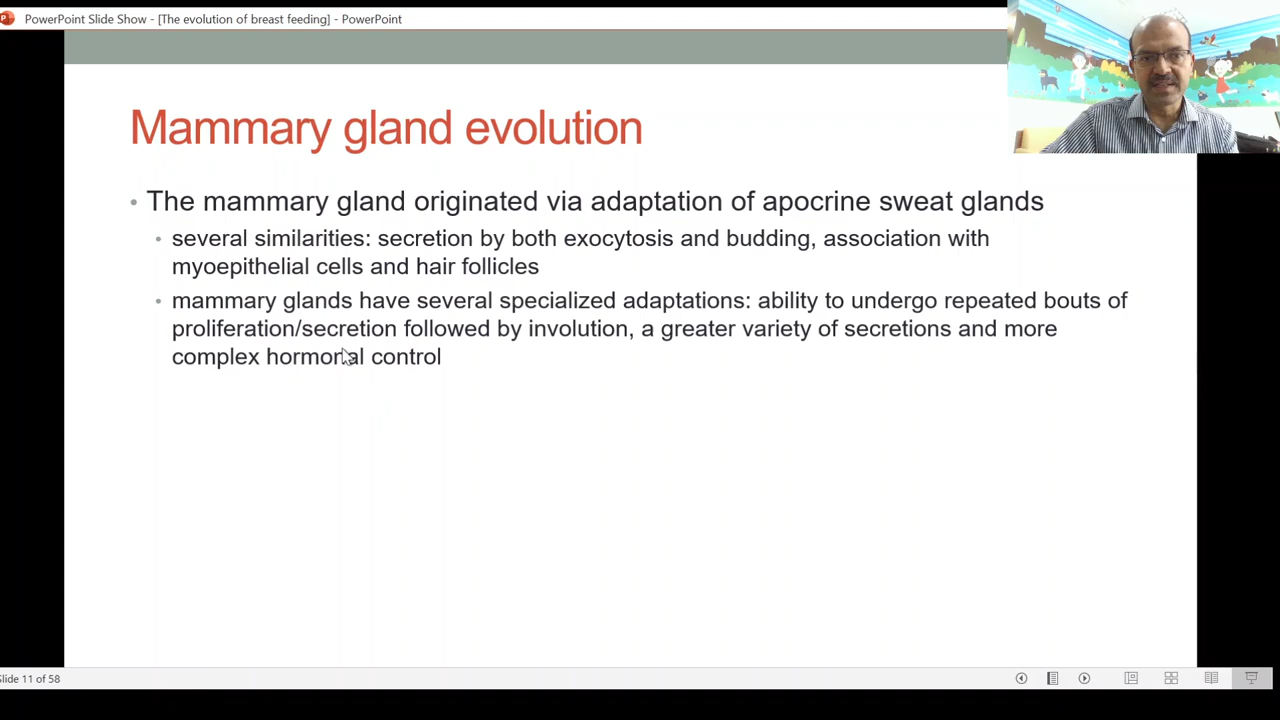 PowerPoint Slide Show - [The evolution of breast feeding] - PowerPoint
Mammary gland evolution
• The mammary gland originated via adaptation of apocrine sweat glands
• several similarities: secretion by both exocytosis and budding, association with
myoepithelial cells and hair follicles
• mammary glands have several specialized adaptations: ability to undergo repeated bouts of
proliferation/secretion followed by involution, a greater variety of secretions and more
complex hormonal control
Slide 11 of 58